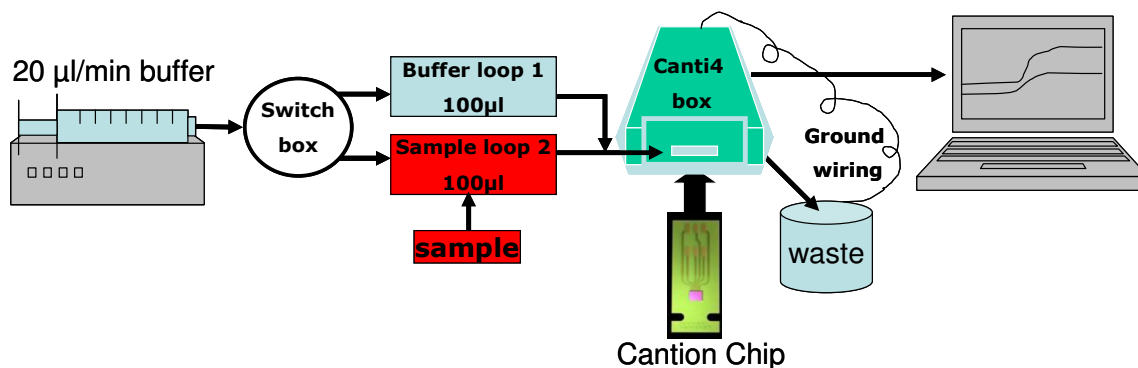 20 µl/min buffer
Switch
box
Buffer loop 1
100µl
Sample loop 2
100µl
sample
Canti4
box
Ground
wiring
waste
Cantion Chip